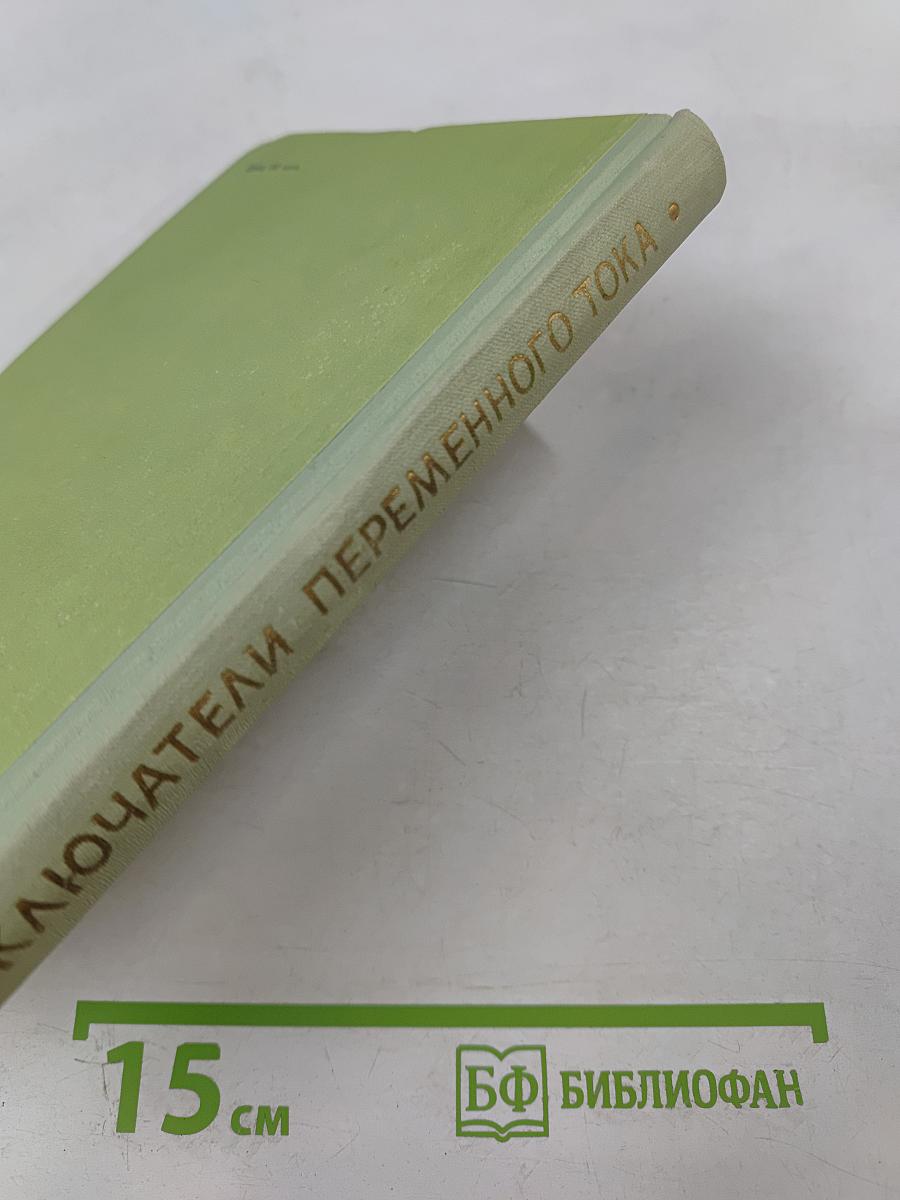 КЛЮЧАТЕЛИ ПЕРЕМЕННОГО ТОКА •
15 см
БФ БИБЛИОФАН